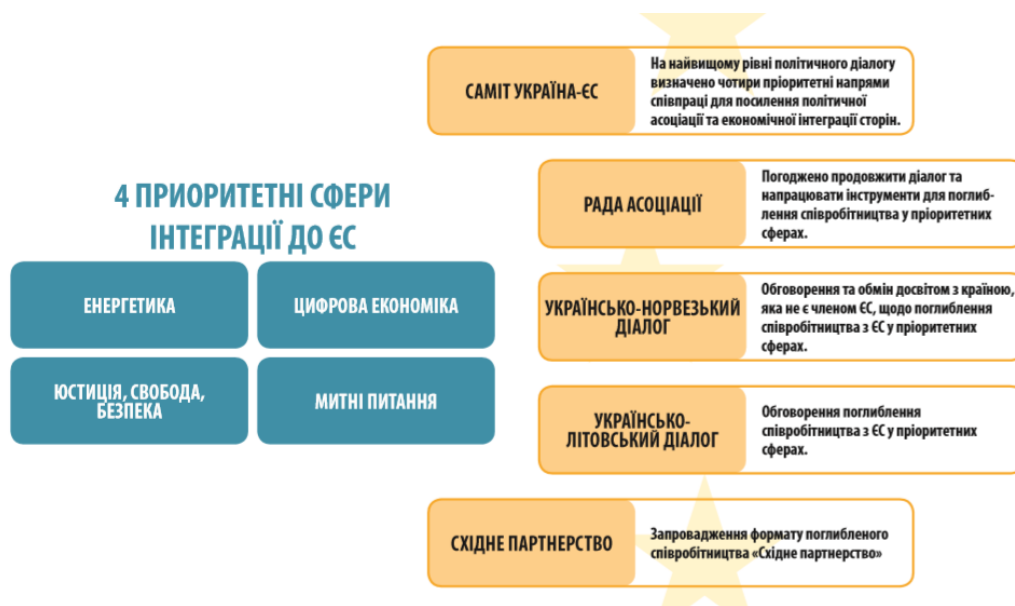 4 ПРИОРИТЕТНІ СФЕРИ
ІНТЕГРАЦІЇ ДО ЄС
ЕНЕРГЕТИКА
ЦИФРОВА ЕКОНОМІКА
ЮСТИЦІЯ, СВОБОДА,
БЕЗПЕКА
МИТНІ ПИТАННЯ
САМІТ УКРАЇНА-ЄС
На найвищому рівні політичного діалогу
визначено чотири пріоритетні напрями
співпраці для посилення політичної
асоціації та економічної інтеграції сторін.
РАДА АСОЦІАЦІЇ
Погоджено продовжити діалог та
напрацювати інструменти для поглиб-
лення співробітництва у пріоритетних
сферах.
УКРАЇНСЬКО-НОРВЕЗЬКИЙ
ДІАЛОГ
Обговорення та обмін досвітом з країною,
яка не є членом ЄС, щодо поглиблення
співробітництва з ЄС у пріоритетних
сферах.
УКРАЇНСЬКО-
ЛІТОВСЬКИЙ ДІАЛОГ
Обговорення поглиблення
співробітництва з ЄС у пріоритетних
сферах.
СХІДНЕ ПАРТНЕРСТВО
Запровадження формату поглибленого
співробітництва «Східне партнерство»